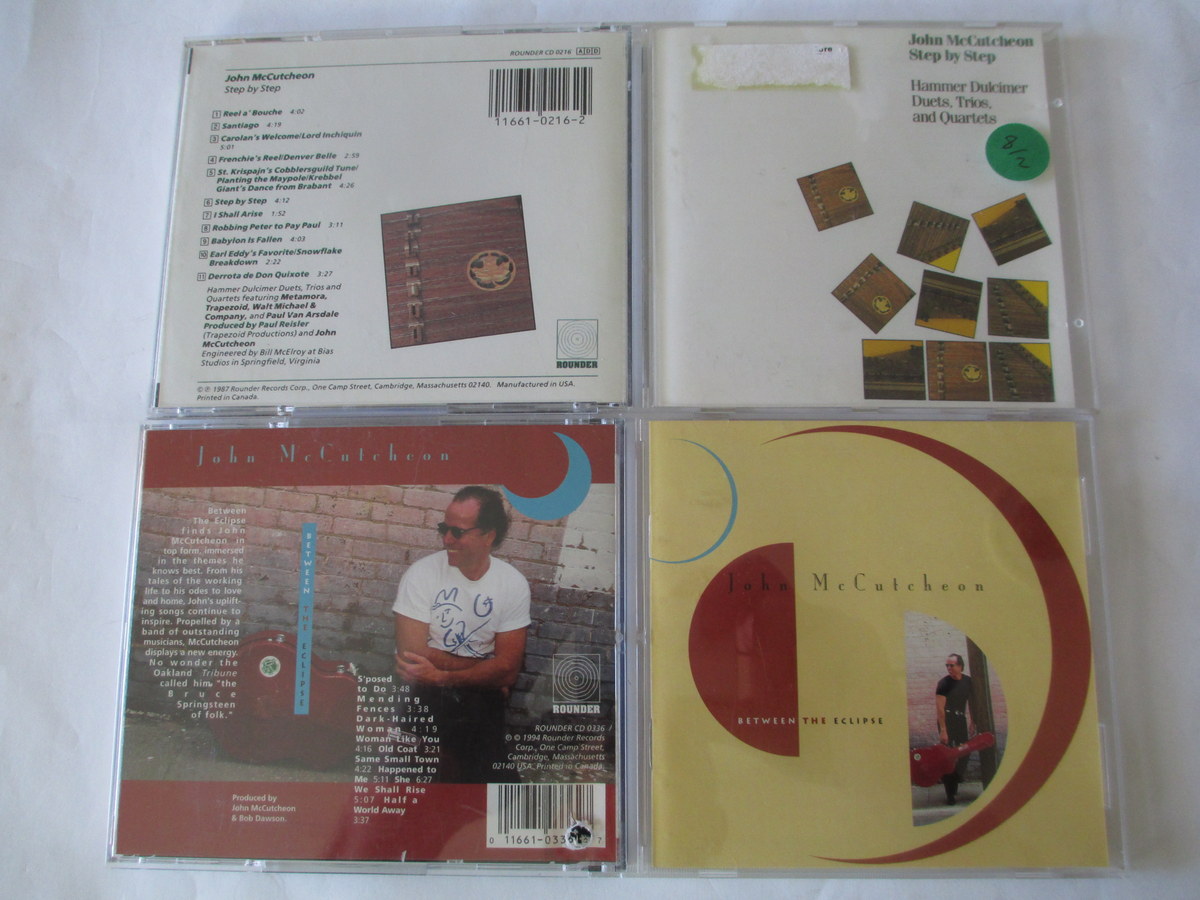 ROUNDER CD 0216 ADD
John McCutcheon
Step by Step
1 Reel a' Bouche 4:02
2 Santiago 4:19
3 Carolan's Welcome/Lord Inchiquin
5:01
4 Frenchie's Reel/Denver Belle 2:59
5 St. Krispajn's Cobblersguild Tune/
Planting the Maypole/Krebbel
Giant's Dance from Brabant 4:26
6 Step by Step 4:12
7 I Shall Arise 1:52
8 Robbing Peter to Pay Paul 3:11
9 Babylon Is Fallen 4:03
10 Earl Eddy's Favorite/Snowflake
Breakdown 2:22
11 Derrota de Don Quixote 3:27
Hammer Dulcimer Duets, Trios and
Quartets featuring Metamora,
Trapezoid, Walt Michael &
Company, and Paul Van Arsdale
Produced by Paul Reisler
(Trapezoid Productions) and John
McCutcheon
Engineered by Bill McElroy at Bias
Studios in Springfield, Virginia
11661-0216-2
ROUNDER
© ℗ 1987 Rounder Records Corp., One Camp Street, Cambridge, Massachusetts 02140. Manufactured in USA.
Printed in Canada.
John McCutcheon
Step by Step
Hammer Dulcimer
Duets, Trios,
and Quartets
8/2
John McCutcheon
Between
The Eclipse
finds John
McCutcheon in
top form, immersed
in the themes he
knows best. From his
tales of the working
life to his odes to love
and home, John's uplift-
ing songs continue to
inspire. Propelled by a
band of outstanding
musicians, McCutcheon
displays a new energy.
No wonder the
Oakland Tribune
called him, "the
Bruce
Springsteen
of folk."
BETWEEN THE ECLIPSE
S'posed
to Do 3:48
Mending
Fences 3:38
Dark-Haired
Woman 4:19
Woman Like You
4:16 Old Coat 3:21
Same Small Town
4:22 Happened to
Me 5:11 She 6:27
We Shall Rise
5:07 Half a
World Away
3:37
ROUNDER
ROUNDER CD 0336 /
© ℗ 1994 Rounder Records
Corp., One Camp Street,
Cambridge, Massachusetts
02140 USA. Printed in Canada.
Produced by
John McCutcheon
& Bob Dawson.
0 11661-033 7
John McCutcheon
BETWEEN THE ECLIPSE